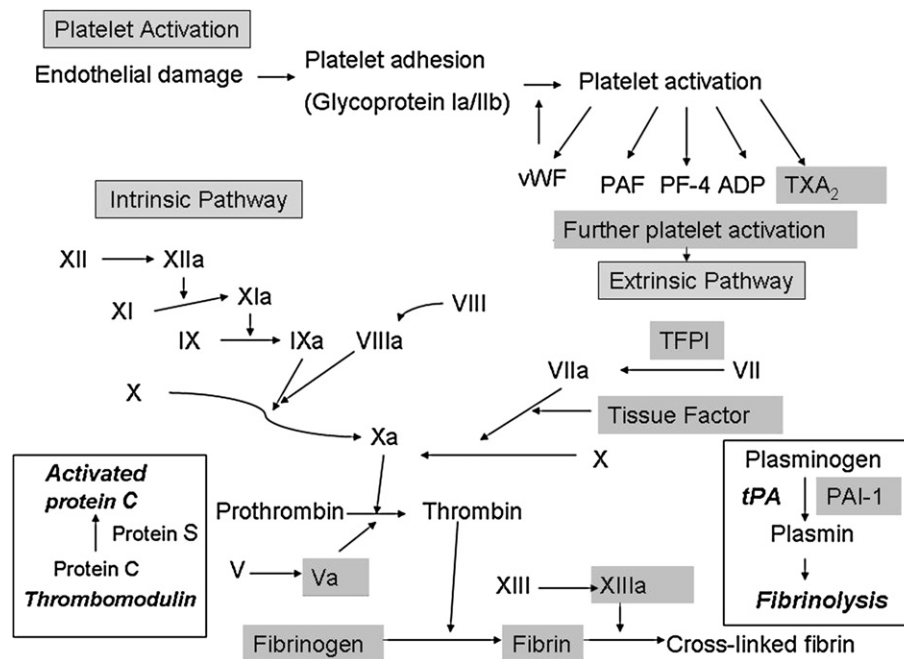 Platelet Activation
Endothelial damage
Platelet adhesion
(Glycoprotein Ia/IIb)
Platelet activation
vWF
PAF
PF-4
ADP
TXA₂
Further platelet activation
Extrinsic Pathway
Intrinsic Pathway
XII
XIIa
XI
XIa
IX
IXa
VIIIa
VIII
X
Xa
TFPI
VIIa
VII
Tissue Factor
X
Activated
protein C
Protein S
Protein C
Thrombomodulin
Prothrombin
Thrombin
V
Va
XIII
XIIIa
Fibrinogen
Fibrin
Cross-linked fibrin
Plasminogen
tPA
PAI-1
Plasmin
Fibrinolysis